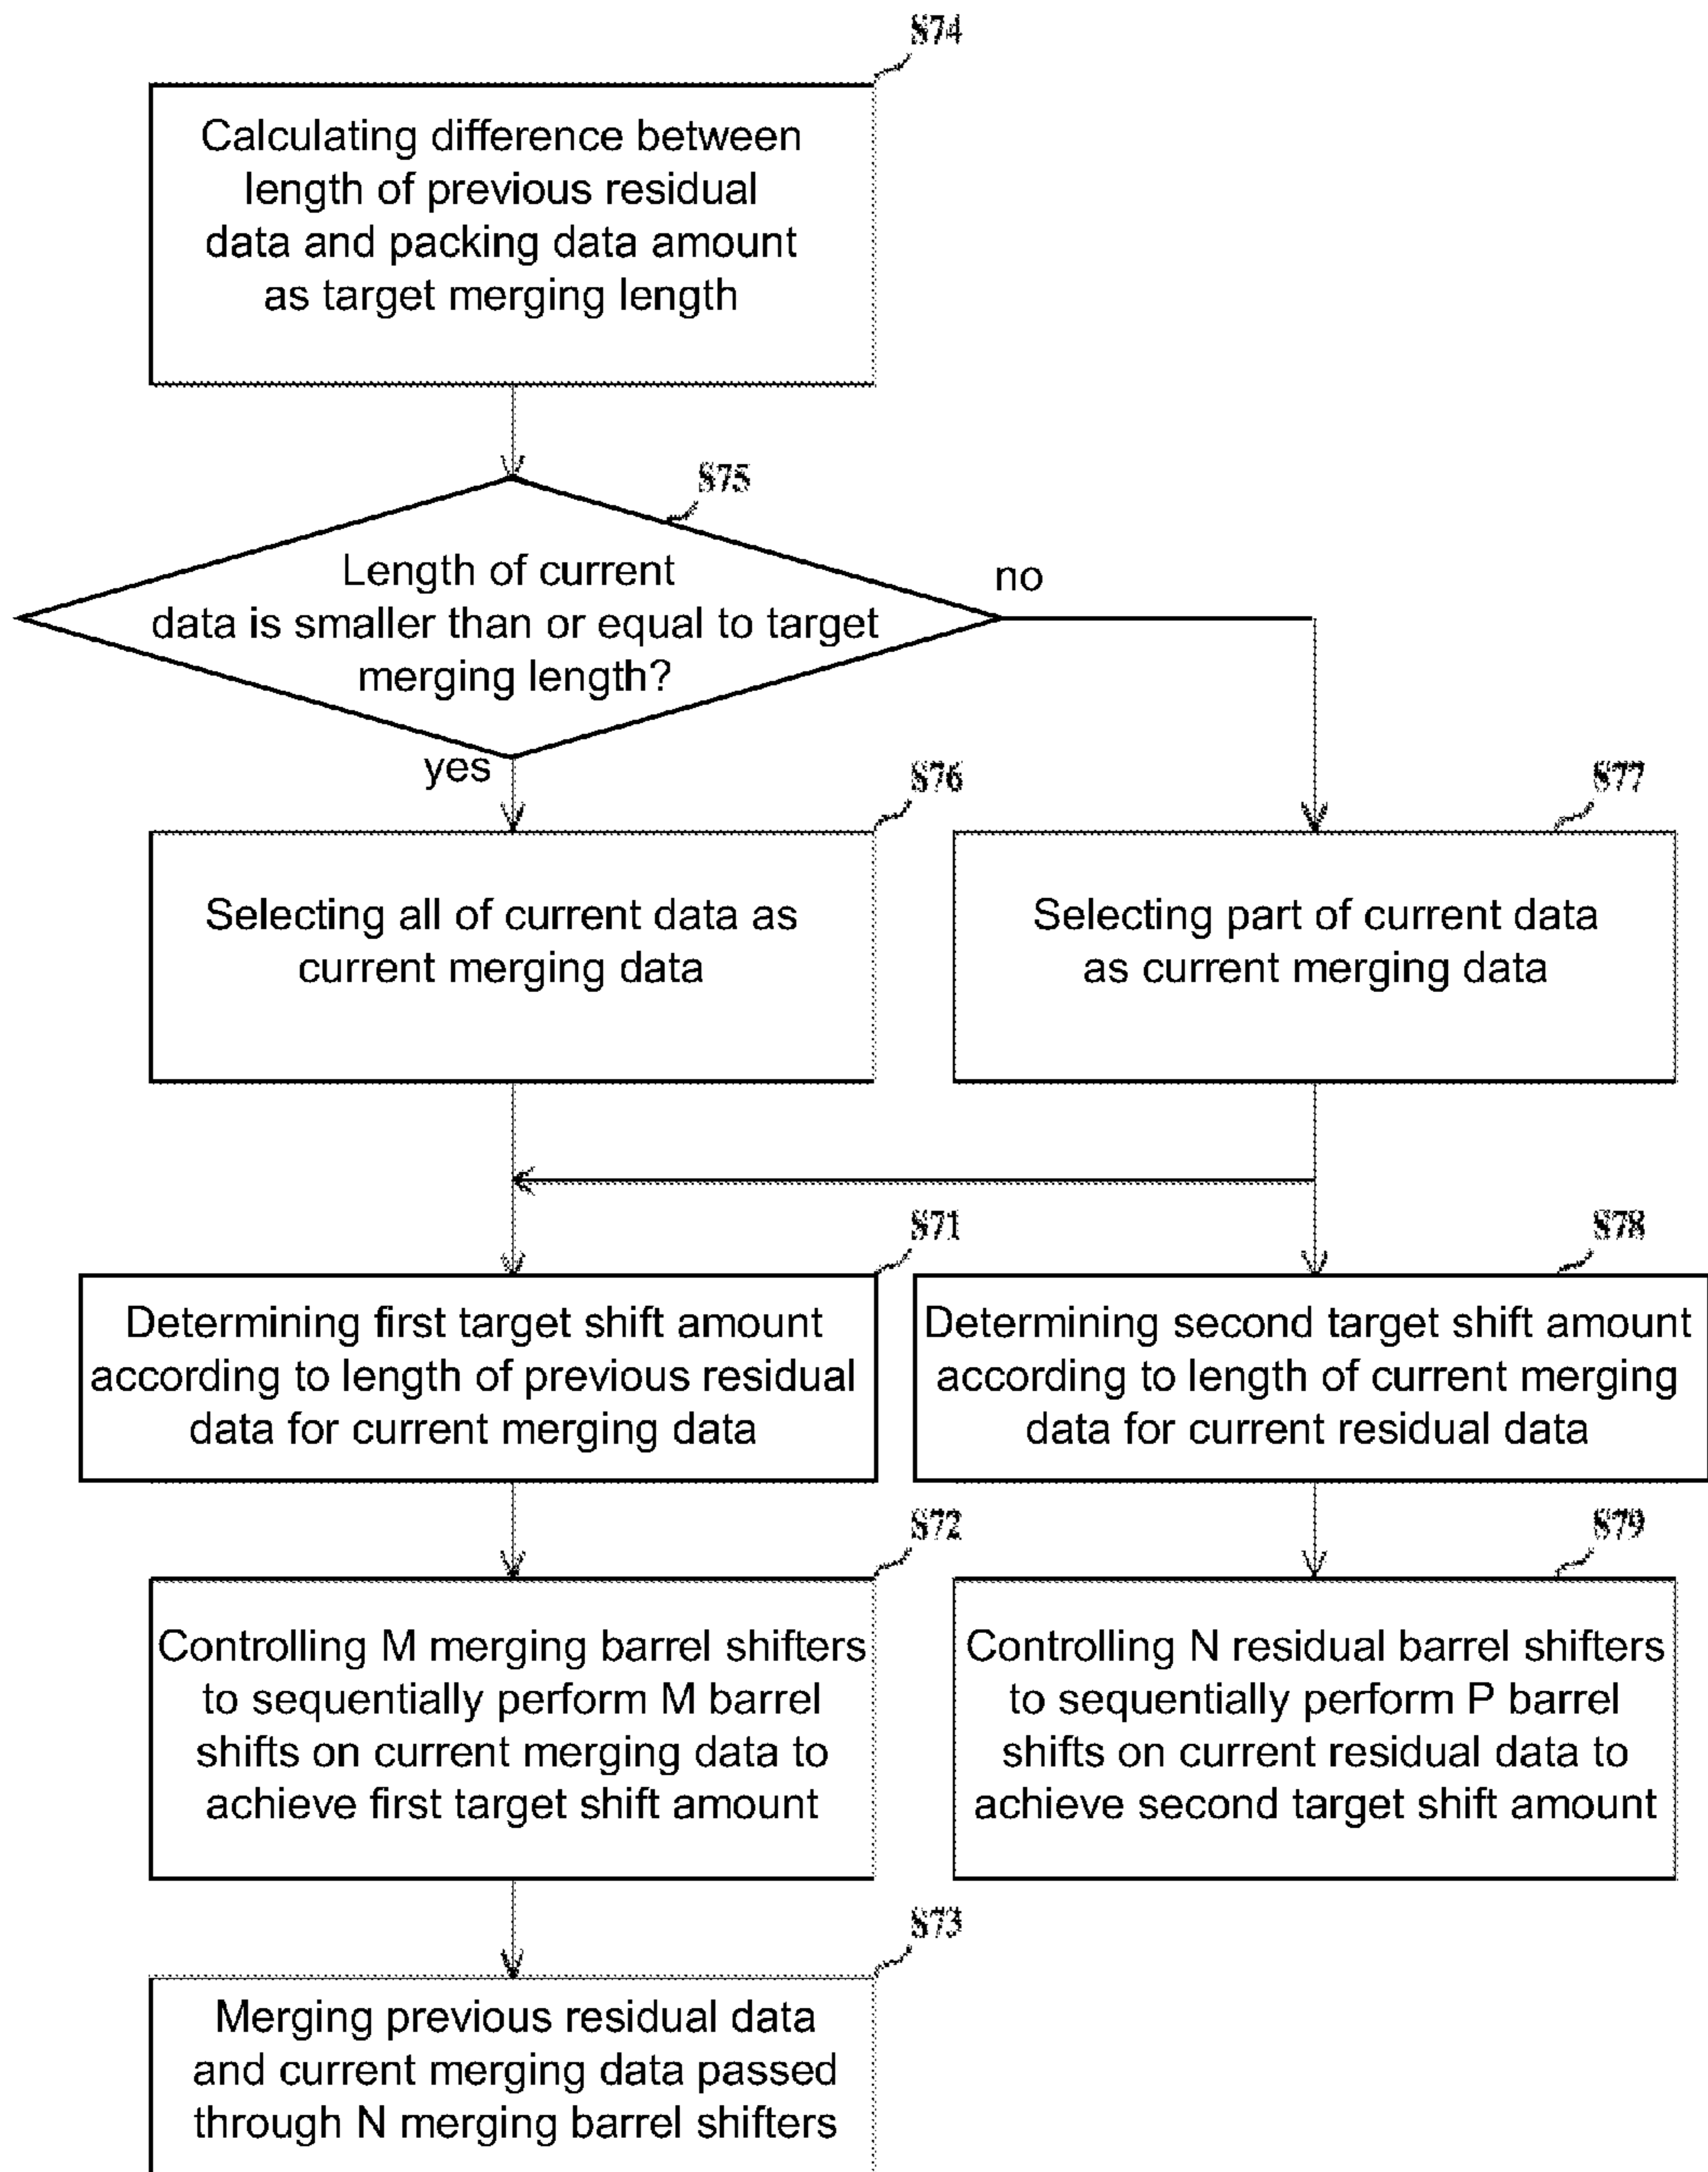 S74
Calculating difference between
length of previous residual
data and packing data amount
as target merging length
S75
Length of current
data is smaller than or equal to target
merging length?
no
yes
S76
Selecting all of current data as
current merging data
S77
Selecting part of current data
as current merging data
S71
Determining first target shift amount
according to length of previous residual
data for current merging data
S78
Determining second target shift amount
according to length of current merging
data for current residual data
S72
Controlling M merging barrel shifters
to sequentially perform M barrel
shifts on current merging data to
achieve first target shift amount
S79
Controlling N residual barrel shifters
to sequentially perform P barrel
shifts on current residual data to
achieve second target shift amount
S73
Merging previous residual data
and current merging data passed
through N merging barrel shifters